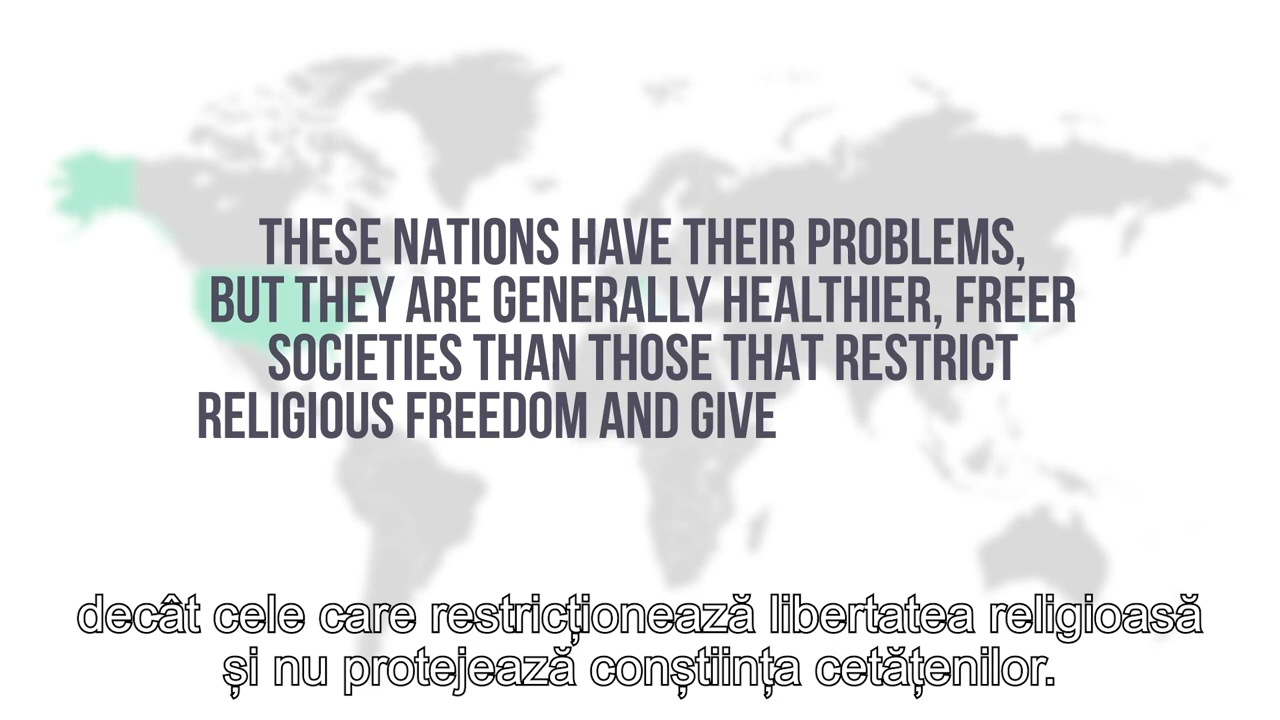 THESE NATIONS HAVE THEIR PROBLEMS,
BUT THEY ARE GENERALLY HEALTHIER, FREER
SOCIETIES THAN THOSE THAT RESTRICT
RELIGIOUS FREEDOM AND GIVE
decât cele care restricționează libertatea religioasă
și nu protejează conștiința cetățenilor.